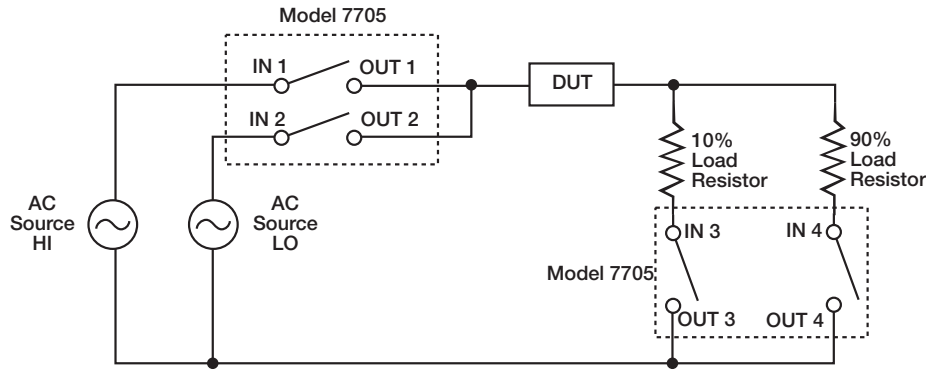 Model 7705
IN 1
OUT 1
IN 2
OUT 2
DUT
10%
Load
Resistor
90%
Load
Resistor
AC
Source
HI
AC
Source
LO
IN 3
IN 4
Model 7705
OUT 3
OUT 4